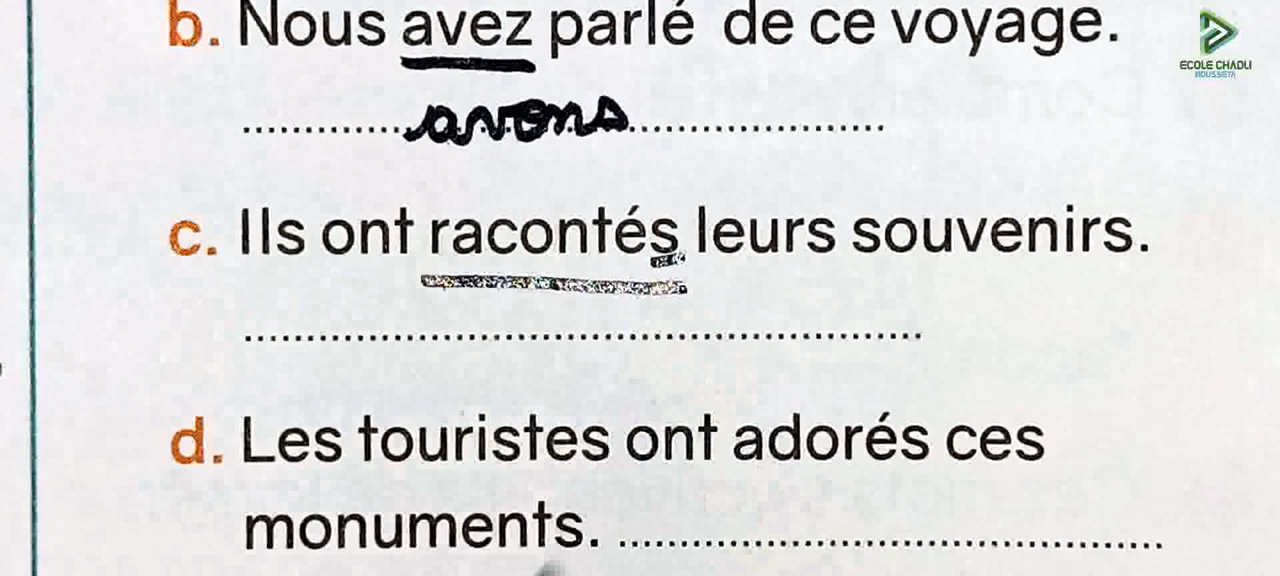 b. Nous avez parlé de ce voyage.
ECOLE CHADLI
avons
c. Ils ont racontés leurs souvenirs.
d. Les touristes ont adorés ces
monuments.